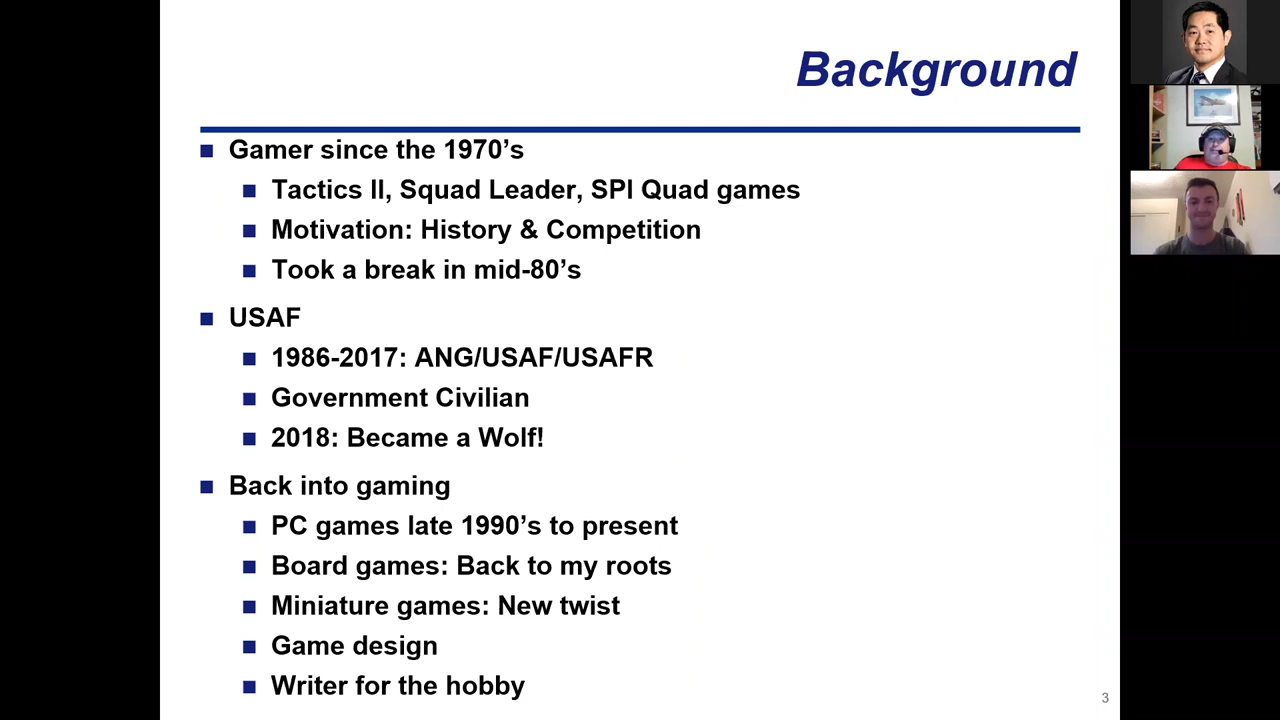 Background
Gamer since the 1970's
Tactics II, Squad Leader, SPI Quad games
Motivation: History & Competition
Took a break in mid-80's
USAF
1986-2017: ANG/USAF/USAFR
Government Civilian
2018: Became a Wolf!
Back into gaming
PC games late 1990's to present
Board games: Back to my roots
Miniature games: New twist
Game design
Writer for the hobby
3